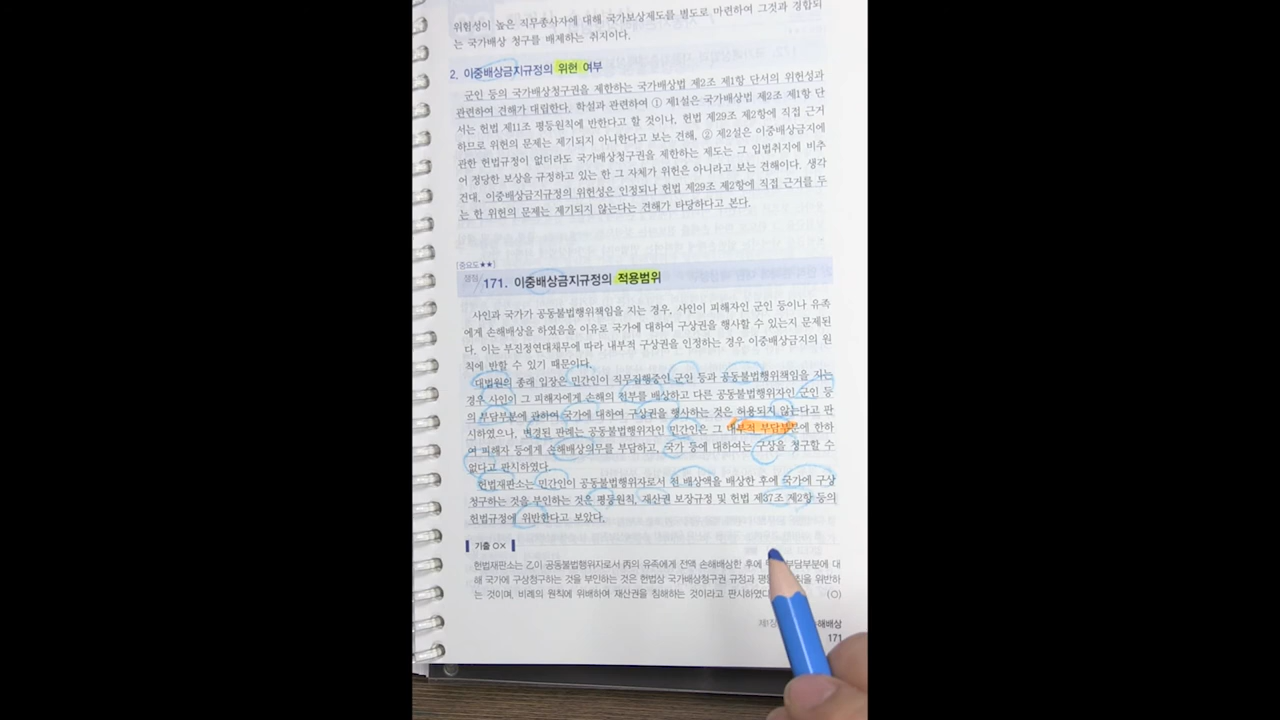 위험성이 높은 직무종사자에 대해 국가보상제도를 별도로 마련하여 그것과 경합되
는 국가배상 청구를 배제하는 취지이다.
2. 이중배상금지규정의 위헌 여부
군인 등의 국가배상청구권을 제한하는 국가배상법 제2조 제1항 단서의 위헌성과
관련하여 견해가 대립한다. 학설과 관련하여 ① 제1설은 국가배상법 제2조 제1항 단
서는 헌법 제11조 평등원칙에 반한다고 할 것이나, 헌법 제29조 제2항에 직접 근거
하므로 위헌의 문제는 제기되지 아니한다고 보는 견해, ② 제2설은 이중배상금지에
관한 헌법규정이 없더라도 국가배상청구권을 제한하는 제도는 그 입법취지에 비추
어 정당한 보상을 규정하고 있는 한 그 자체가 위헌은 아니라고 보는 견해이다. 생각
건대, 이중배상금지규정의 위헌성은 인정되나 헌법 제29조 제2항에 직접 근거를 두
는 한 위헌의 문제는 제기되지 않는다는 견해가 타당하다고 본다.
[중요도★★]
쟁점 171. 이중배상금지규정의 적용범위
사인과 국가가 공동불법행위책임을 지는 경우, 사인이 피해자인 군인 등이나 유족
에게 손해배상을 하였음을 이유로 국가에 대하여 구상권을 행사할 수 있는지 문제된
다. 이는 부진정연대채무에 따라 내부적 구상권을 인정하는 경우 이중배상금지의 원
칙에 반할 수 있기 때문이다.
대법원의 종래 입장은 민간인이 직무집행중인 군인 등과 공동불법행위책임을 지는
경우 사인이 그 피해자에게 손해의 전부를 배상하고 다른 공동불법행위자인 군인 등
의 부담부분에 관하여 국가에 대하여 구상권을 행사하는 것은 허용되지 않는다고 판
시하였으나, 변경된 판례는 공동불법행위자인 민간인은 그 내부적 부담부분에 한하
여 피해자 등에게 손해배상의무를 부담하고, 국가 등에 대하여는 구상을 청구할 수
없다고 판시하였다.
헌법재판소는 민간인이 공동불법행위자로서 전 배상액을 배상한 후에 국가에 구상
청구하는 것을 부인하는 것은 평등원칙, 재산권 보장규정 및 헌법 제37조 제2항 등의
헌법규정에 위반한다고 보았다.
기출 OX
헌법재판소는 乙이 공동불법행위자로서 丙의 유족에게 전액 손해배상한 후에 부담부분에 대
해 국가에 구상청구하는 것을 부인하는 것은 헌법상 국가배상청구권 규정과 위반하
는 것이며, 비례의 원칙에 위배하여 재산권을 침해하는 것이라고 판시하였다 (O)
손해배상
171